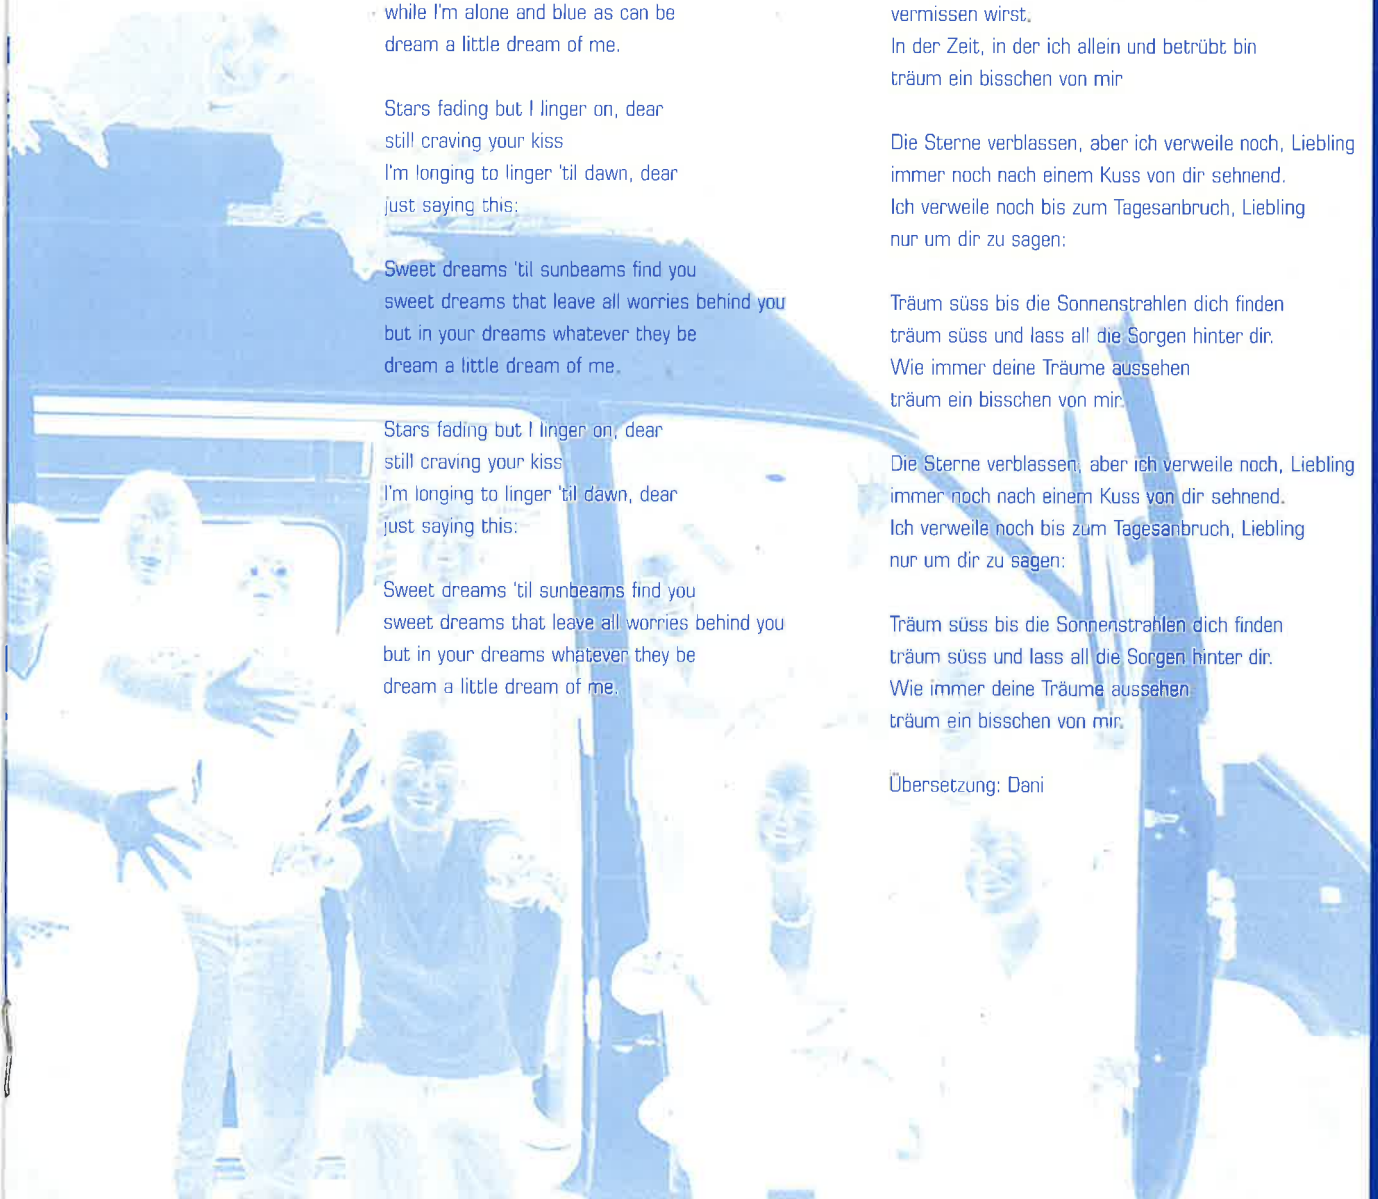 while I'm alone and blue as can be
dream a little dream of me.

Stars fading but I linger on, dear
still craving your kiss
I'm longing to linger 'til dawn, dear
just saying this:

Sweet dreams 'til sunbeams find you
sweet dreams that leave all worries behind you
but in your dreams whatever they be
dream a little dream of me.

Stars fading but I linger on, dear
still craving your kiss
I'm longing to linger 'til dawn, dear
just saying this:

Sweet dreams 'til sunbeams find you
sweet dreams that leave all worries behind you
but in your dreams whatever they be
dream a little dream of me.

vermissen wirst.
In der Zeit, in der ich allein und betrübt bin
träum ein bisschen von mir

Die Sterne verblassen, aber ich verweile noch, Liebling
immer noch nach einem Kuss von dir sehnend.
Ich verweile noch bis zum Tagesanbruch, Liebling
nur um dir zu sagen:

Träum süss bis die Sonnenstrahlen dich finden
träum süss und lass all die Sorgen hinter dir.
Wie immer deine Träume aussehen
träum ein bisschen von mir.

Die Sterne verblassen, aber ich verweile noch, Liebling
immer noch nach einem Kuss von dir sehnend.
Ich verweile noch bis zum Tagesanbruch, Liebling
nur um dir zu sagen:

Träum süss bis die Sonnenstrahlen dich finden
träum süss und lass all die Sorgen hinter dir.
Wie immer deine Träume aussehen
träum ein bisschen von mir.

Übersetzung: Dani